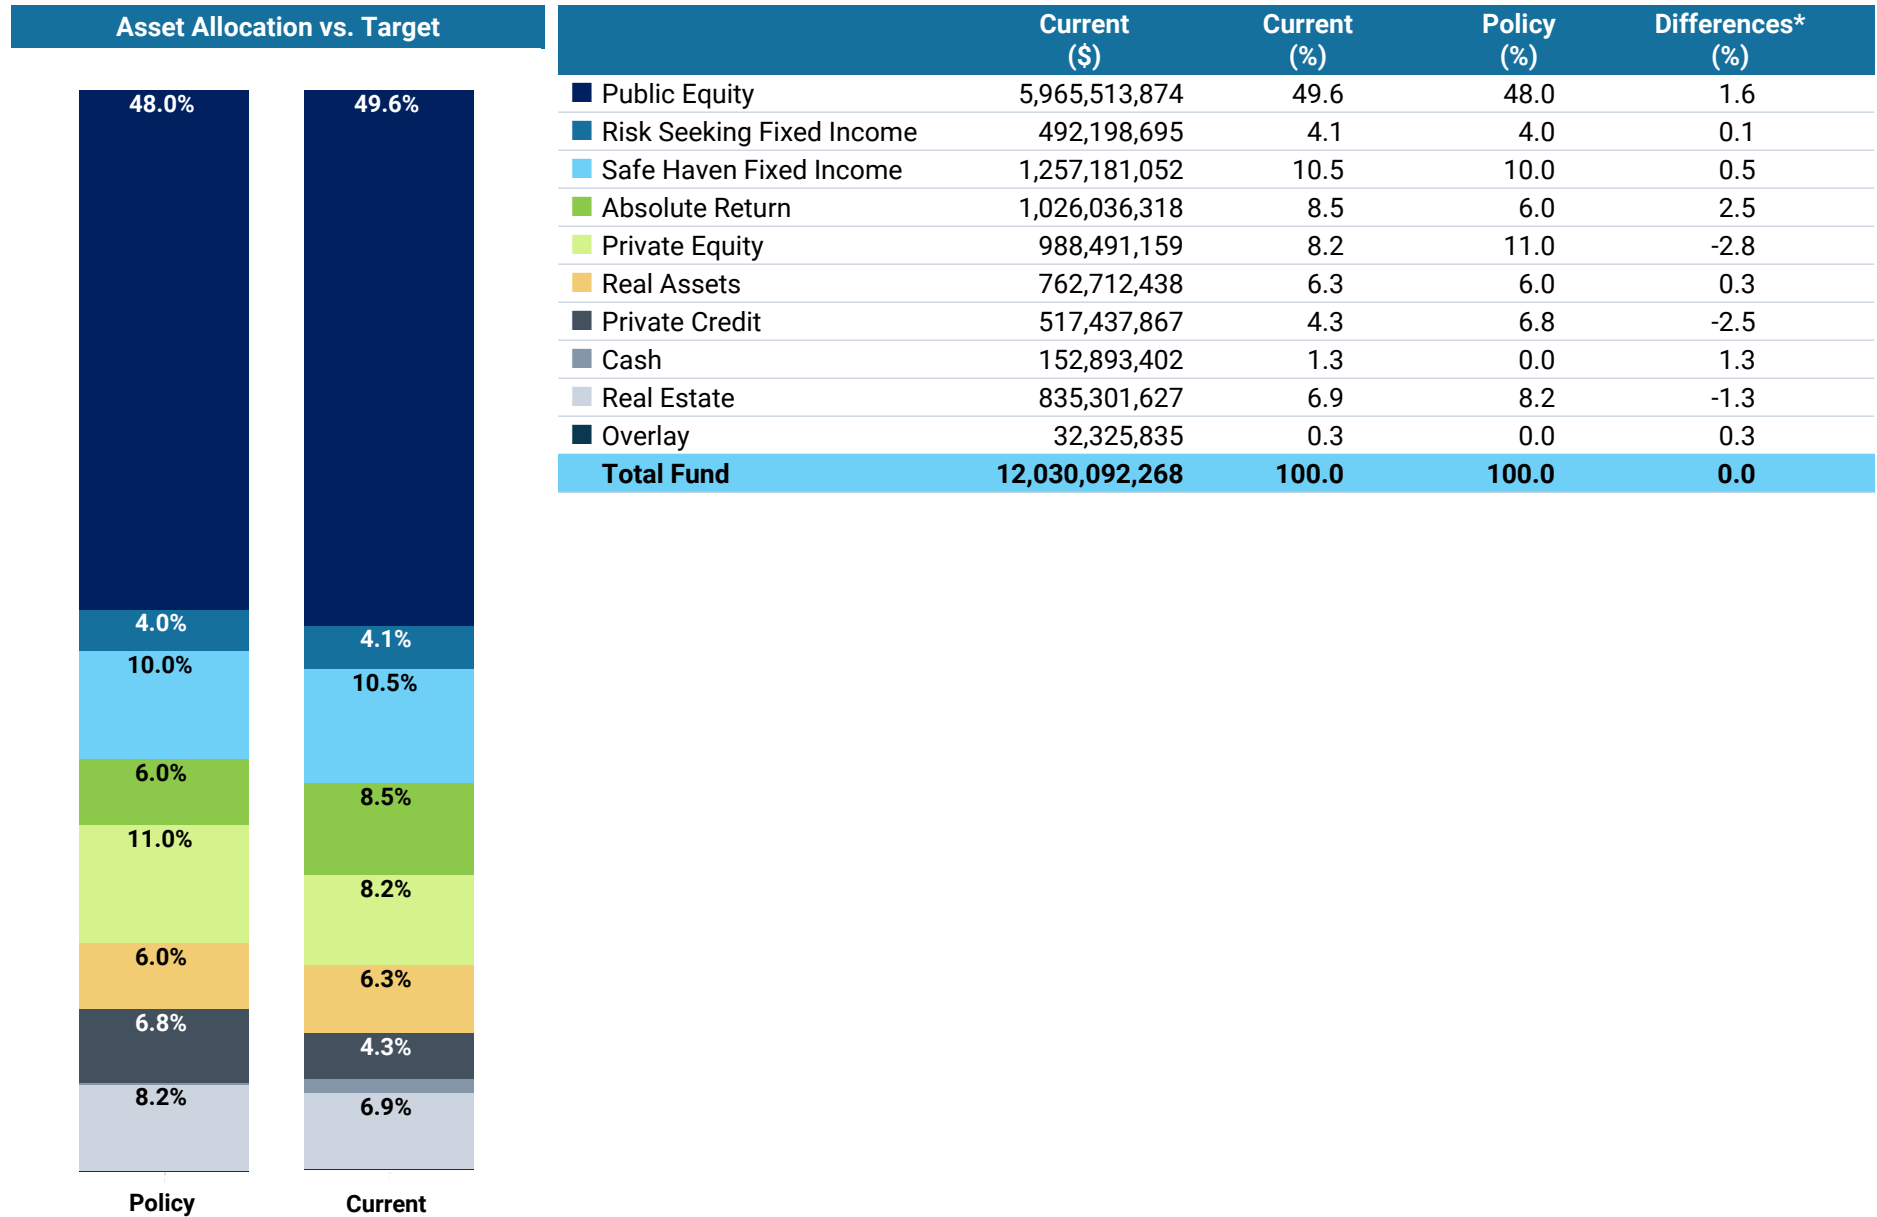 Asset Allocation vs. Target
48.0%
4.0%
10.0%
6.0%
11.0%
6.0%
6.8%
8.2%
Policy
49.6%
4.1%
10.5%
8.5%
8.2%
6.3%
4.3%
6.9%
Current
Current ($) Current (%) Policy (%) Differences* (%)
Public Equity 5,965,513,874 49.6 48.0 1.6
Risk Seeking Fixed Income 492,198,695 4.1 4.0 0.1
Safe Haven Fixed Income 1,257,181,052 10.5 10.0 0.5
Absolute Return 1,026,036,318 8.5 6.0 2.5
Private Equity 988,491,159 8.2 11.0 -2.8
Real Assets 762,712,438 6.3 6.0 0.3
Private Credit 517,437,867 4.3 6.8 -2.5
Cash 152,893,402 1.3 0.0 1.3
Real Estate 835,301,627 6.9 8.2 -1.3
Overlay 32,325,835 0.3 0.0 0.3
Total Fund 12,030,092,268 100.0 100.0 0.0